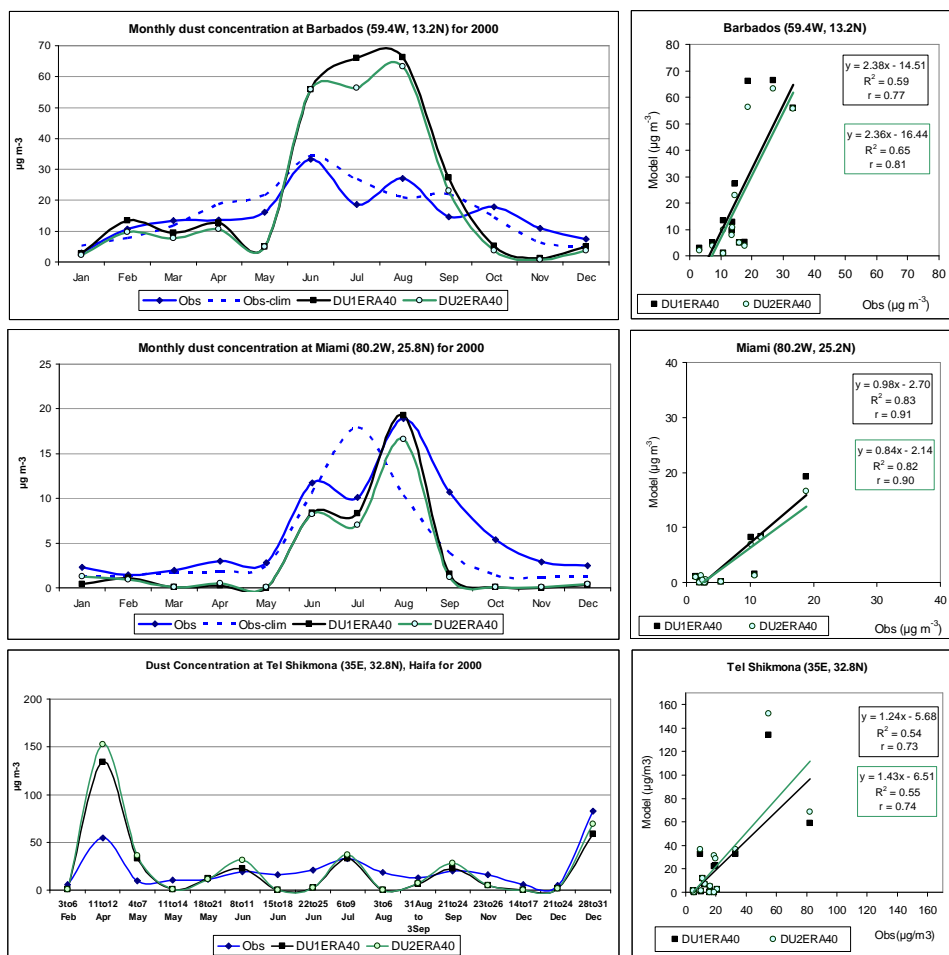 Monthly dust concentration at Barbados (59.4W, 13.2N) for 2000
70
60
50
40
30
20
10
0
µg m-3
Jan Feb Mar Apr May Jun Jul Aug Sep Oct Nov Dec
Obs Obs-clim DU1ERA40 DU2ERA40
Barbados (59.4W, 13.2N)
80
70
60
50
40
30
20
10
0
Model (µg m-3)
y = 2.38x - 14.51
R2 = 0.59
r = 0.77
y = 2.36x - 16.44
R2 = 0.65
r = 0.81
0 10 20 30 40 50 60 70 80
DU1ERA40 DU2ERA40 Obs (µg m-3)
Monthly dust concentration at Miami (80.2W, 25.8N) for 2000
25
20
15
10
5
0
µg m-3
Jan Feb Mar Apr May Jun Jul Aug Sep Oct Nov Dec
Obs Obs-clim DU1ERA40 DU2ERA40
Miami (80.2W, 25.2N)
40
30
20
10
0
Model (µg m-3)
y = 0.98x - 2.70
R2 = 0.83
r = 0.91
y = 0.84x - 2.14
R2 = 0.82
r = 0.90
0 10 20 30 40
DU1ERA40 DU2ERA40 Obs (µg m-3)
Dust Concentration at Tel Shikmona (35E, 32.8N), Haifa for 2000
200
150
100
50
0
µg m-3
3to6 11to12 4to7 11to14 18to21 8to11 15to18 22to25 6to9 3to6 31Aug 21to24 23to26 14to17 21to24 28to31
Feb Apr May May May Jun Jun Jun Jul Aug to Sep Nov Dec Dec Dec
3Sep
Obs DU1ERA40 DU2ERA40
Tel Shikmona (35E, 32.8N)
160
140
120
100
80
60
40
20
0
Model (µg/m3)
y = 1.24x - 5.68
R2 = 0.54
r = 0.73
y = 1.43x - 6.51
R2 = 0.55
r = 0.74
0 20 40 60 80 100 120 140 160
DU1ERA40 DU2ERA40 Obs(µg/m3)